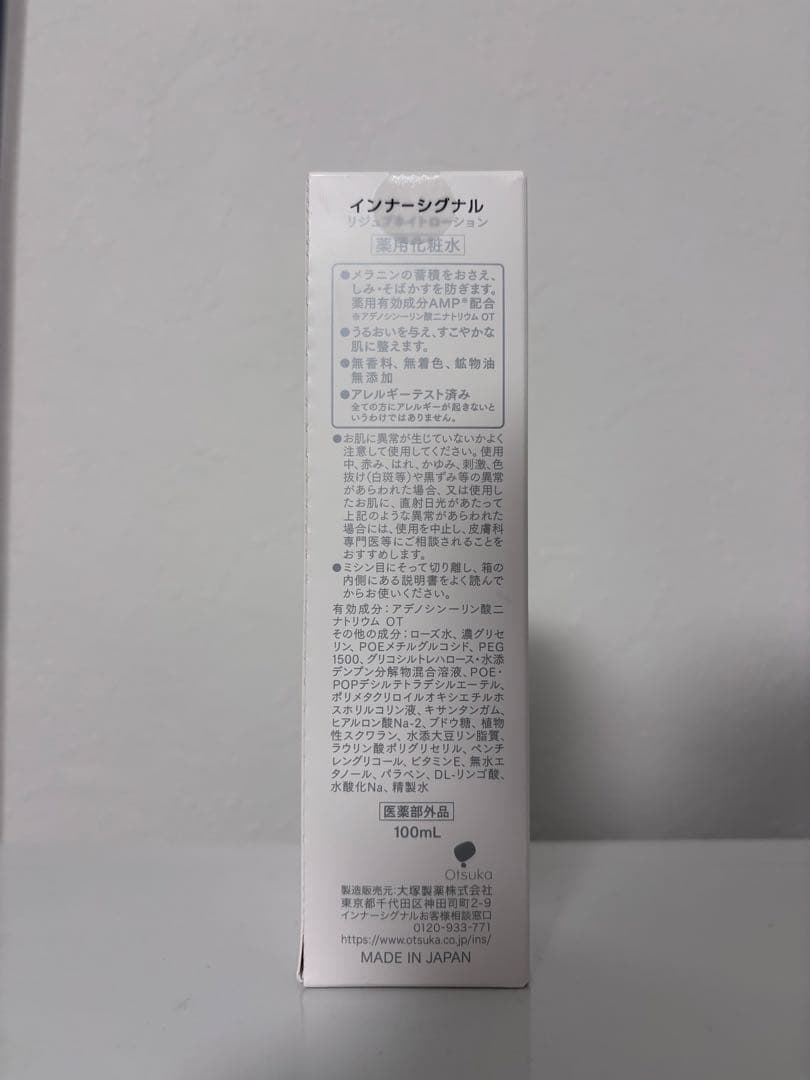 インナーシグナル
リジュブネイトローション
薬用化粧水
●メラニンの蓄積をおさえ、
しみ・そばかすを防ぎます。
薬用有効成分AMP※配合
※アデノシン一リン酸二ナトリウム OT
●うるおいを与え、すこやかな
肌に整えます。
●無香料、無着色、鉱物油
無添加
●アレルギーテスト済み
全ての方にアレルギーが起きないと
いうわけではありません。
●お肌に異常が生じていないかよく
注意して使用してください。使用
中、赤み、はれ、かゆみ、刺激、色
抜け(白斑等)や黒ずみ等の異常
があらわれた場合、又は使用し
たお肌に、直射日光があたって
上記のような異常があらわれた
場合には、使用を中止し、皮膚科
専門医等にご相談されることを
おすすめします。
●ミシン目にそって切り離し、箱の
内側にある説明書をよく読んで
からお使いください。
有効成分:アデノシン一リン酸二
ナトリウム OT
その他の成分:ローズ水、濃グリセ
リン、POEメチルグルコシド、PEG
1500、グリコシルトレハロース・水添
デンプン分解物混合溶液、POE・
POPデシルテトラデシルエーテル、
ポリメタクリロイルオキシエチルホ
スホリルコリン液、キサンタンガム、
ヒアルロン酸Na-2、ブドウ糖、植物
性スクワラン、水添大豆リン脂質、
ラウリン酸ポリグリセリル、ペンチ
レングリコール、ビタミンE、無水エ
タノール、パラベン、DL-リンゴ酸、
水酸化Na、精製水
医薬部外品
100mL
Otsuka
製造販売元:大塚製薬株式会社
東京都千代田区神田司町2-9
インナーシグナルお客様相談窓口
0120-933-771
https://www.otsuka.co.jp/ins/
MADE IN JAPAN